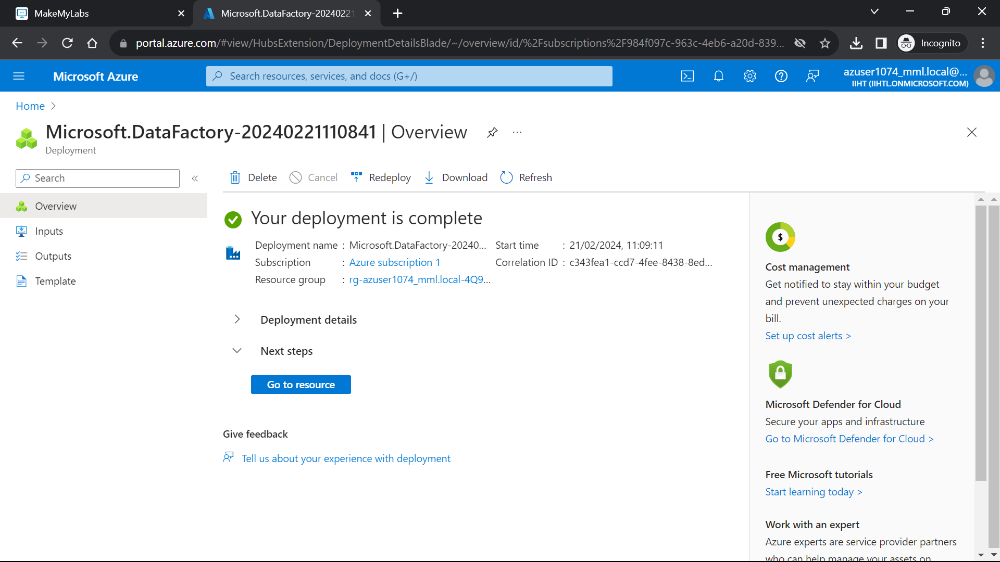 MakeMyLabs
Microsoft.DataFactory-20240221
portal.azure.com/#view/HubsExtension/DeploymentDetailsBlade/~/overview/id/%2Fsubscriptions%2F984f097c-963c-4eb6-a20d-839...
Incognito
Microsoft Azure
Search resources, services, and docs (G+/)
azuser1074_mml.local@...
IIHT (IIHTL.ONMICROSOFT.COM)
Home
Microsoft.DataFactory-20240221110841 | Overview
...
Deployment
Search
Delete
Cancel
Redeploy
Download
Refresh
Overview
Inputs
Outputs
Template
Your deployment is complete
Deployment name : Microsoft.DataFactory-20240...
Start time : 21/02/2024, 11:09:11
Subscription : Azure subscription 1
Correlation ID : c343fea1-ccd7-4fee-8438-8ed...
Resource group : rg-azuser1074_mml.local-4Q9...
Deployment details
Next steps
Go to resource
Give feedback
Tell us about your experience with deployment
$
Cost management
Get notified to stay within your budget
and prevent unexpected charges on your
bill.
Set up cost alerts >
Microsoft Defender for Cloud
Secure your apps and infrastructure
Go to Microsoft Defender for Cloud >
Free Microsoft tutorials
Start learning today >
Work with an expert
Azure experts are service provider partners
who can help manage your assets on